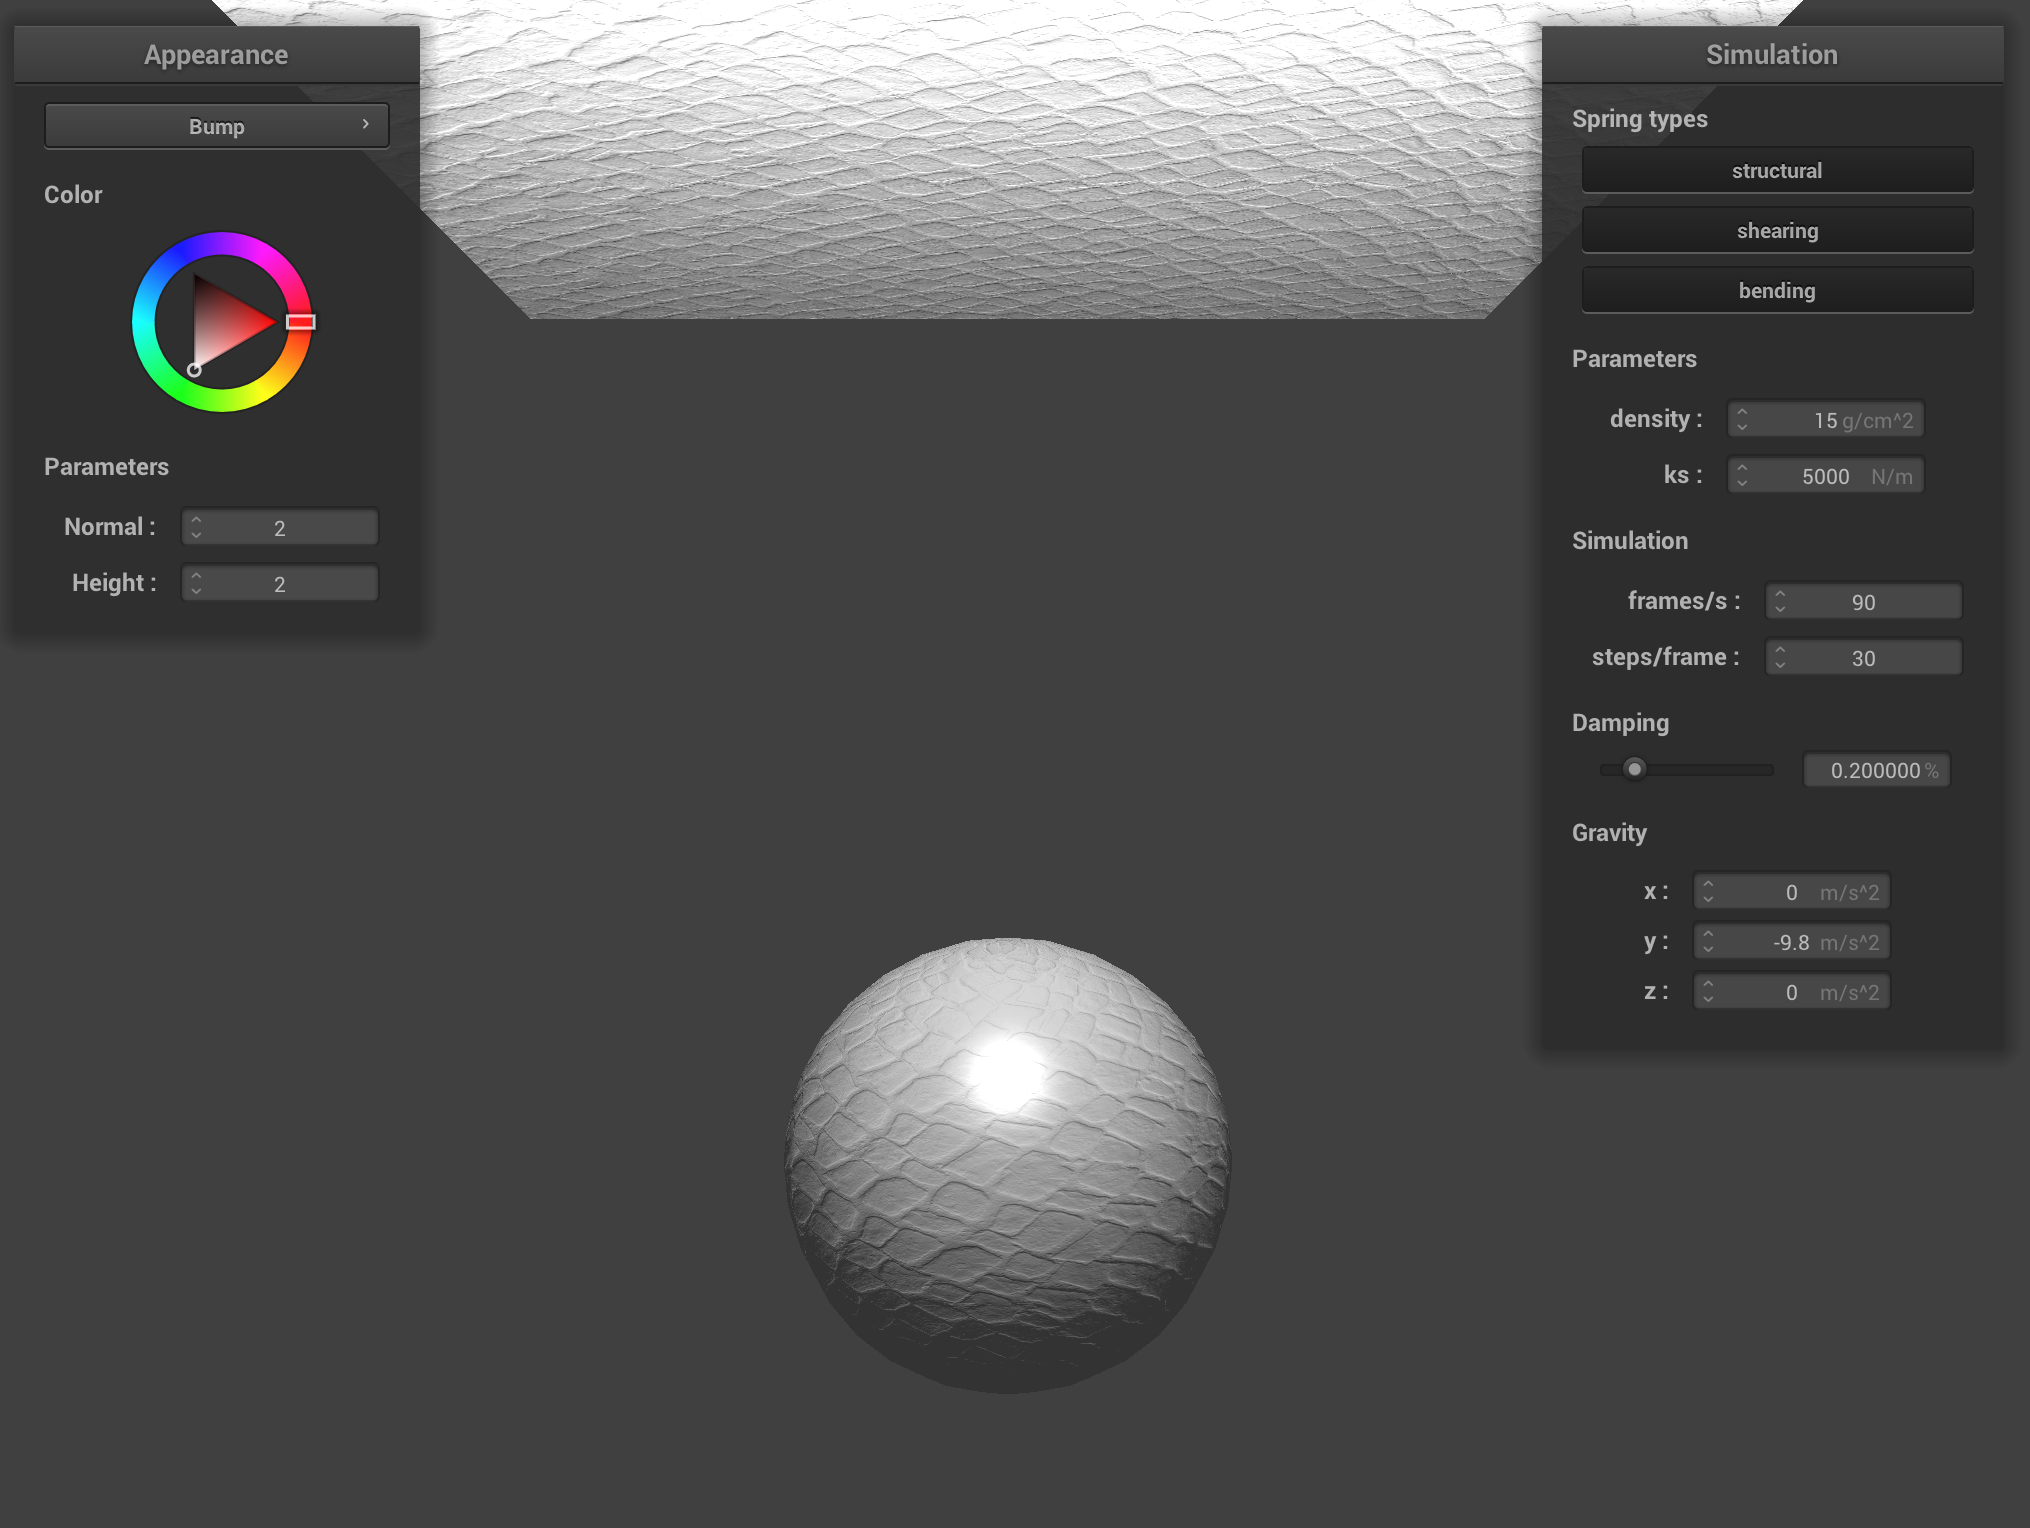 Appearance
Bump
Color
Parameters
Normal : 2
Height : 2
Simulation
Spring types
structural
shearing
bending
Parameters
density : 15 g/cm^2
ks : 5000 N/m
Simulation
frames/s : 90
steps/frame : 30
Damping
0.200000 %
Gravity
x : 0 m/s^2
y : -9.8 m/s^2
z : 0 m/s^2